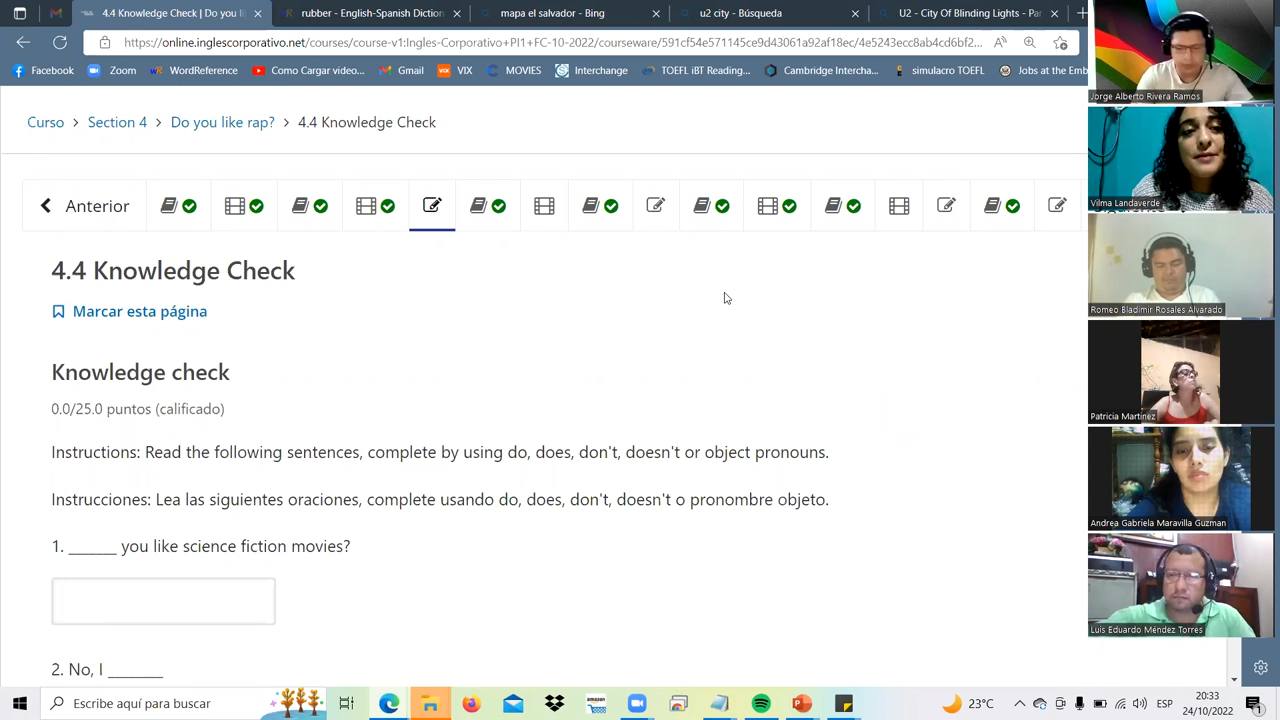 4.4 Knowledge Check | Do you li
rubber - English-Spanish Diction
mapa el salvador - Bing
u2 city - Búsqueda
U2 - City Of Blinding Lights - Par
https://online.inglescorporativo.net/courses/course-v1:Ingles-Corporativo+PI1+FC-10-2022/courseware/591cf54e571145ce9d43061a92af18ec/4e5243ecc8ab4cd6bf2...
Facebook
Zoom
WordReference
Como Cargar vídeo...
Gmail
VIX
MOVIES
Interchange
TOEFL iBT Reading...
Cambridge Intercha...
simulacro TOEFL
Jobs at the Emb
Curso > Section 4 > Do you like rap? > 4.4 Knowledge Check
Anterior
4.4 Knowledge Check
Marcar esta página
Knowledge check
0.0/25.0 puntos (calificado)
Instructions: Read the following sentences, complete by using do, does, don't, doesn't or object pronouns.
Instrucciones: Lea las siguientes oraciones, complete usando do, does, don't, doesn't o pronombre objeto.
1. ______ you like science fiction movies?
2. No, I _______
Jorge Alberto Rivera Ramos
Vilma Landaverde
Romeo Bladimir Rosales Alvarado
Patricia Martinez
Andrea Gabriela Maravilla Guzman
Luis Eduardo Méndez Torres
Escribe aquí para buscar
amazon
23°C
ESP
20:33
24/10/2022
1